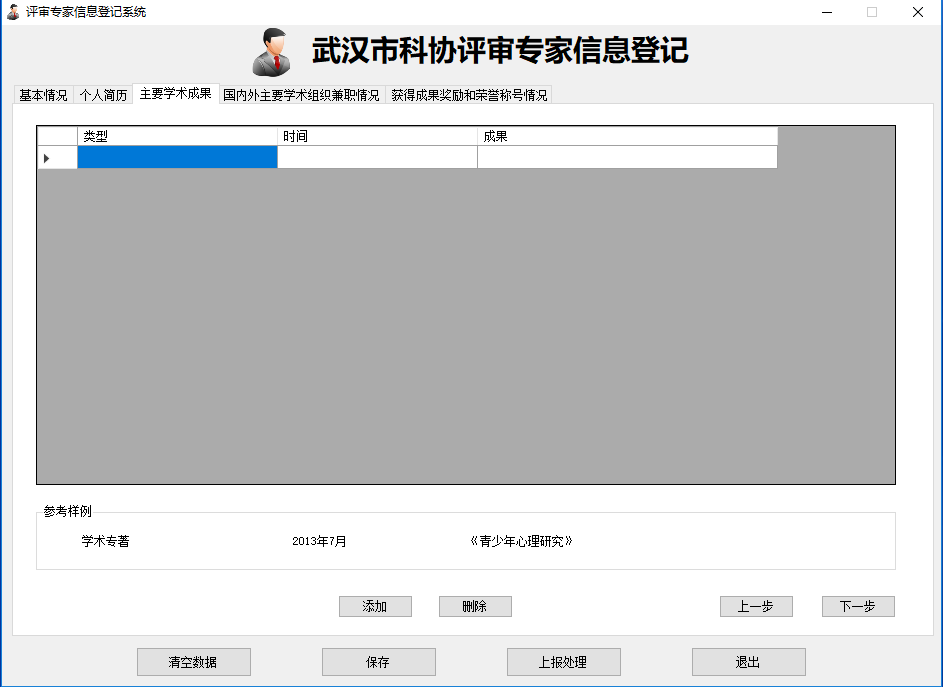 评审专家信息登记系统
武汉市科协评审专家信息登记
基本情况 个人简历 主要学术成果 国内外主要学术组织兼职情况 获得成果奖励和荣誉称号情况
类型 时间 成果
参考样例
学术专著 2013年7月 《青少年心理研究》
添加 删除 上一步 下一步
清空数据 保存 上报处理 退出